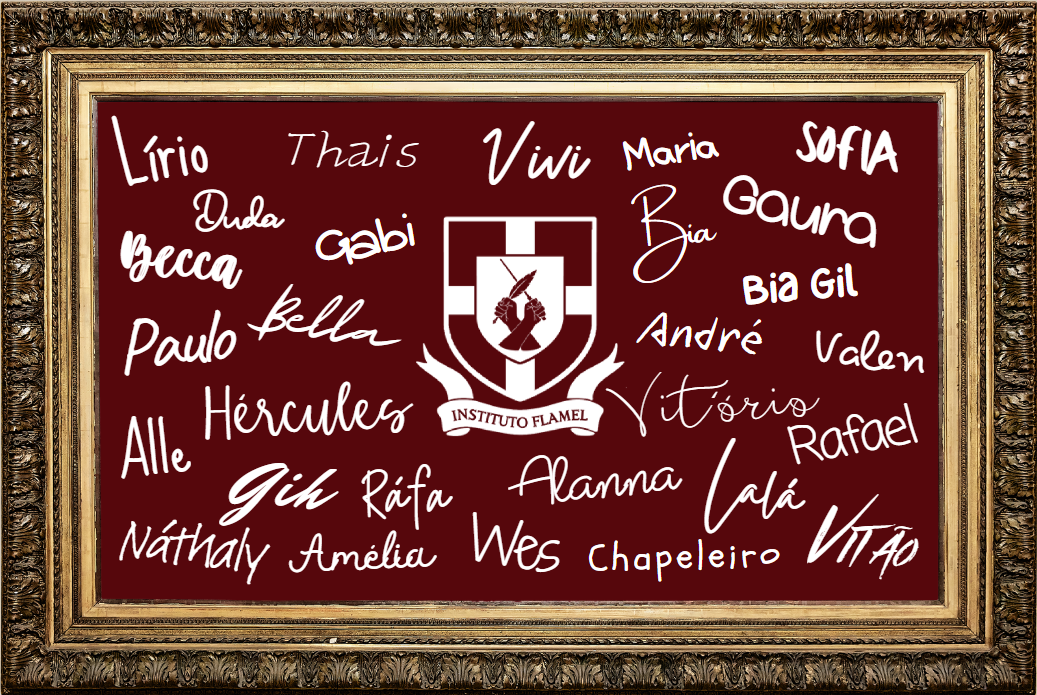 Lírio
Thais
Vivi
Maria
SOFIA
Duda
Gabi
Bia
Gaura
Becca
Bia Gil
Paulo
Bella
André
Valen
Hércules
INSTITUTO FLAMEL
Vitório
Rafael
Alle
Gih
Ráfa
Alanna
Lalá
Náthaly
Amélia
Wes
Chapeleiro
VITÃO